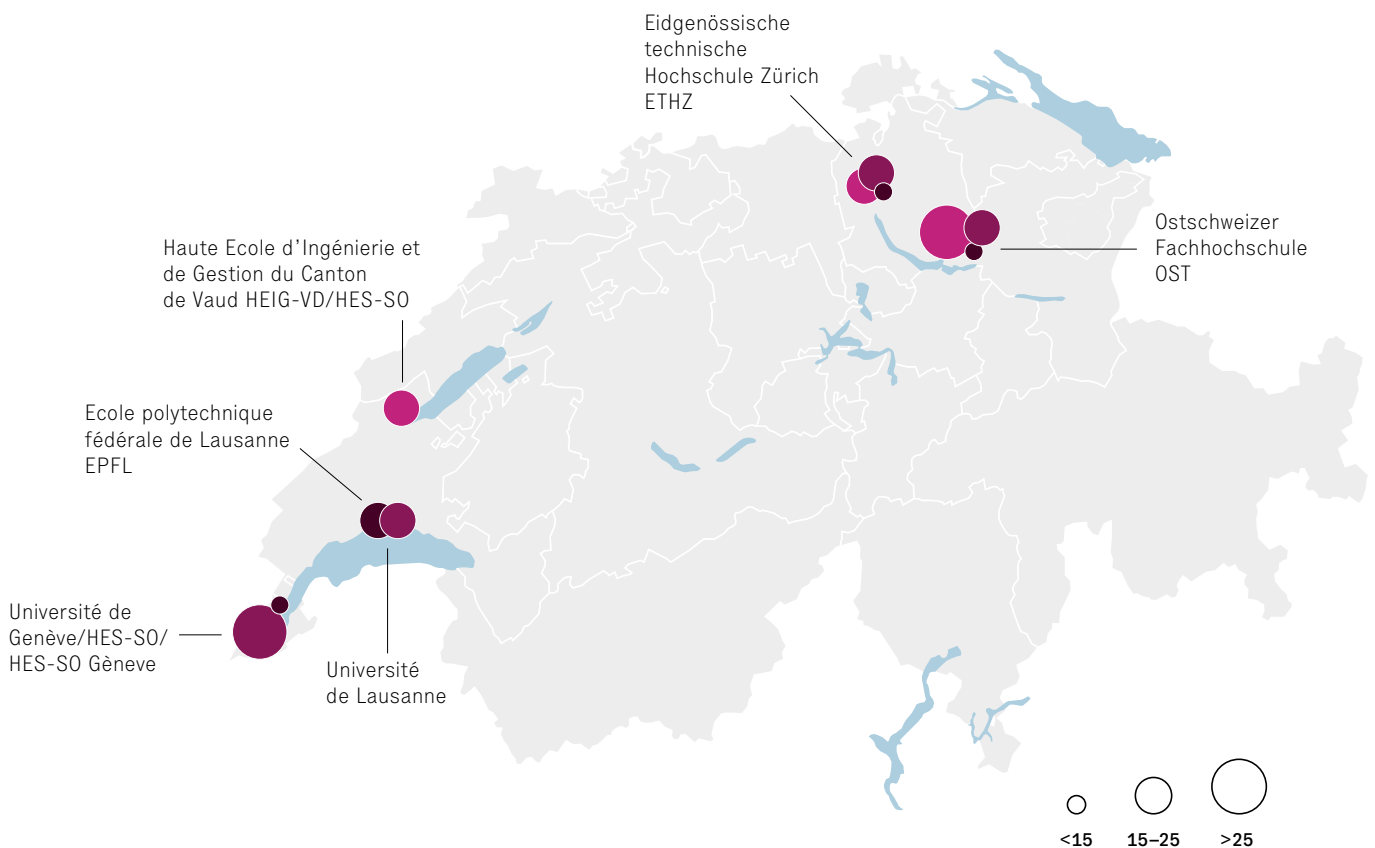 Eidgenössische
technische
Hochschule Zürich
ETHZ
Ostschweizer
Fachhochschule
OST
Haute Ecole d’Ingénierie et
de Gestion du Canton
de Vaud HEIG-VD/HES-SO
Ecole polytechnique
fédérale de Lausanne
EPFL
Université de
Genève/HES-SO/
HES-SO Gèneve
Université
de Lausanne
<15 15–25 >25